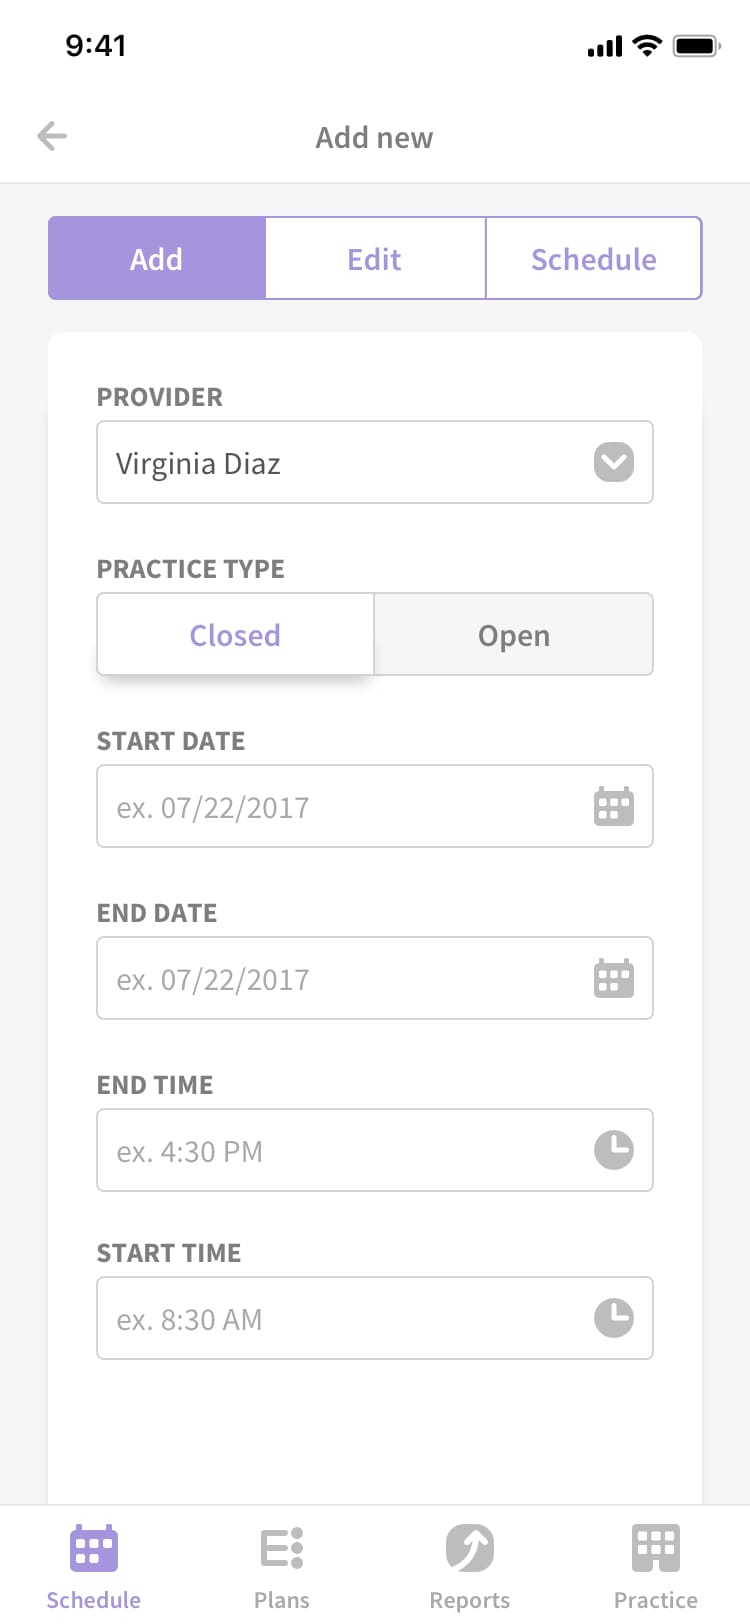 9:41
Add new
Add Edit Schedule
PROVIDER
Virginia Diaz
PRACTICE TYPE
Closed Open
START DATE
ex. 07/22/2017
END DATE
ex. 07/22/2017
END TIME
ex. 4:30 PM
START TIME
ex. 8:30 AM
Schedule Plans Reports Practice